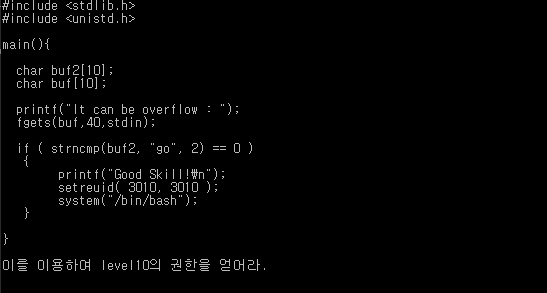 #include <stdlib.h>
#include <unistd.h>
main(){
char buf2[10];
char buf[10];
printf("It can be overflow : ");
fgets(buf,40,stdin);
if ( strncmp(buf2, "go", 2) == 0 )
{
printf("Good Skill!₩n");
setreuid( 3010, 3010 );
system("/bin/bash");
}
}
이를 이용하여 level10의 권한을 얻어라.